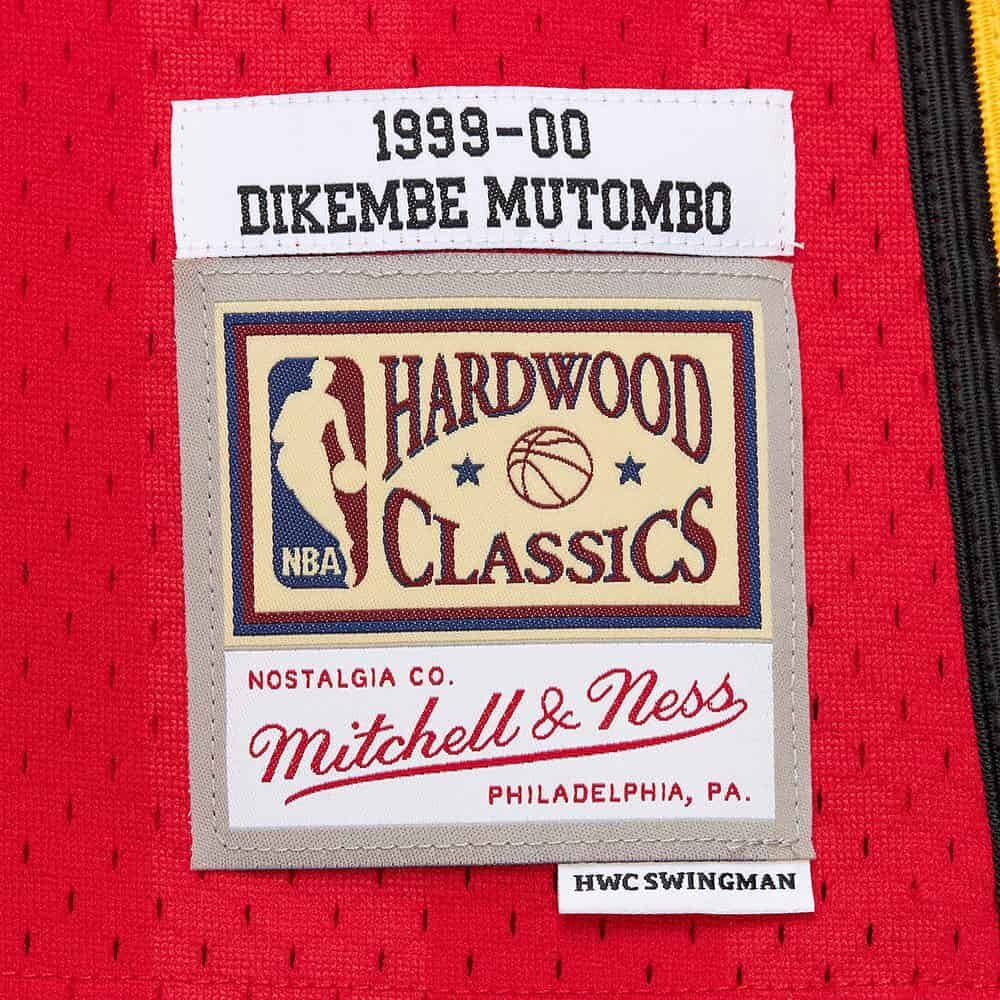 1999-00
DIKEMBE MUTOMBO
HARDWOOD
CLASSICS
NBA
NOSTALGIA CO.
Mitchell & Ness
PHILADELPHIA, PA.
HWC SWINGMAN